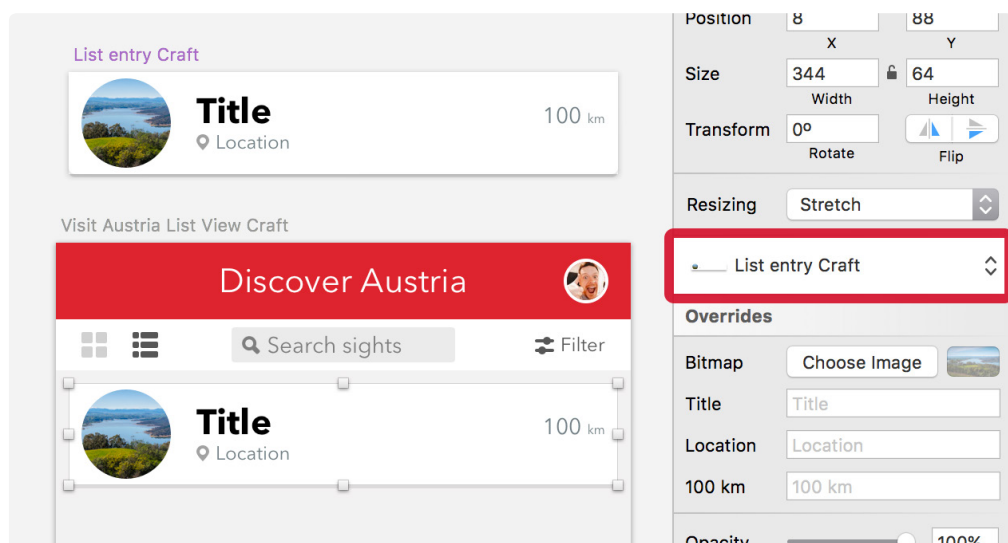 List entry Craft
Title
Location
100 km
Visit Austria List View Craft
Discover Austria
Search sights
Filter
Title
Location
100 km
Position 8 88
X Y
Size 344 64
Width Height
Transform 0º
Rotate Flip
Resizing Stretch
List entry Craft
Overrides
Bitmap Choose Image
Title Title
Location Location
100 km 100 km
Opacity 100%